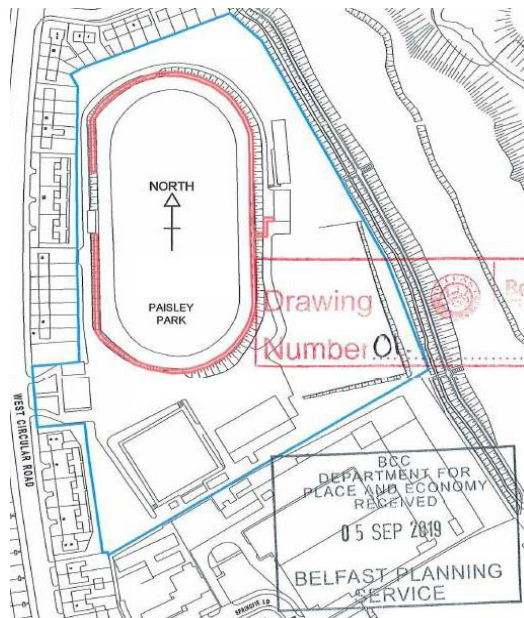 NORTH
PAISLEY
PARK
Drawing
Number 01
WEST CIRCULAR ROAD
BCC
DEPARTMENT FOR
PLACE AND ECONOMY
RECEIVED
05 SEP 2019
BELFAST PLANNING
SERVICE